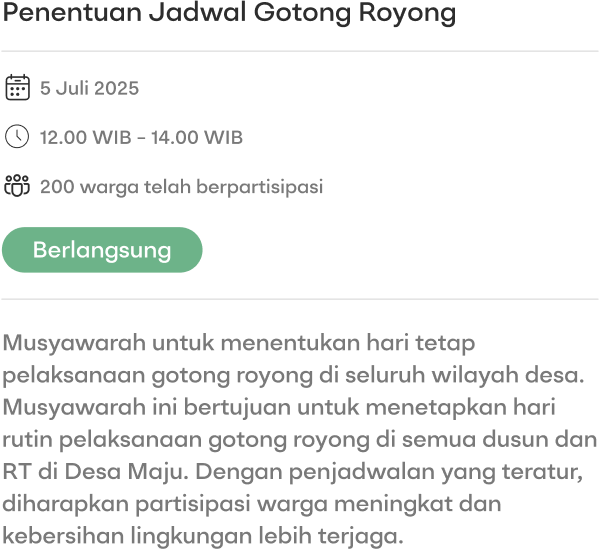 Penentuan Jadwal Gotong Royong
5 Juli 2025
12.00 WIB – 14.00 WIB
200 warga telah berpartisipasi
Berlangsung
Musyawarah untuk menentukan hari tetap
pelaksanaan gotong royong di seluruh wilayah desa.
Musyawarah ini bertujuan untuk menetapkan hari
rutin pelaksanaan gotong royong di semua dusun dan
RT di Desa Maju. Dengan penjadwalan yang teratur,
diharapkan partisipasi warga meningkat dan
kebersihan lingkungan lebih terjaga.